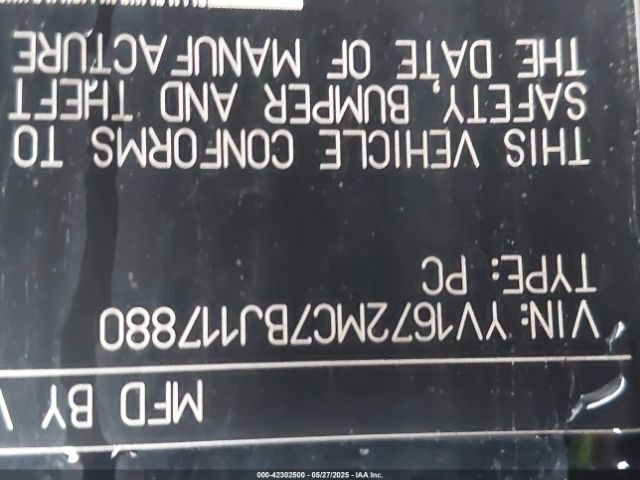 MFD BY V
VIN: YV1672MC7BJ117880
TYPE: PC
THIS VEHICLE CONFORMS TO
SAFETY, BUMPER AND THEFT
THE DATE OF MANUFACTURE
000-42302500 - 05/27/2025 - IAA Inc.